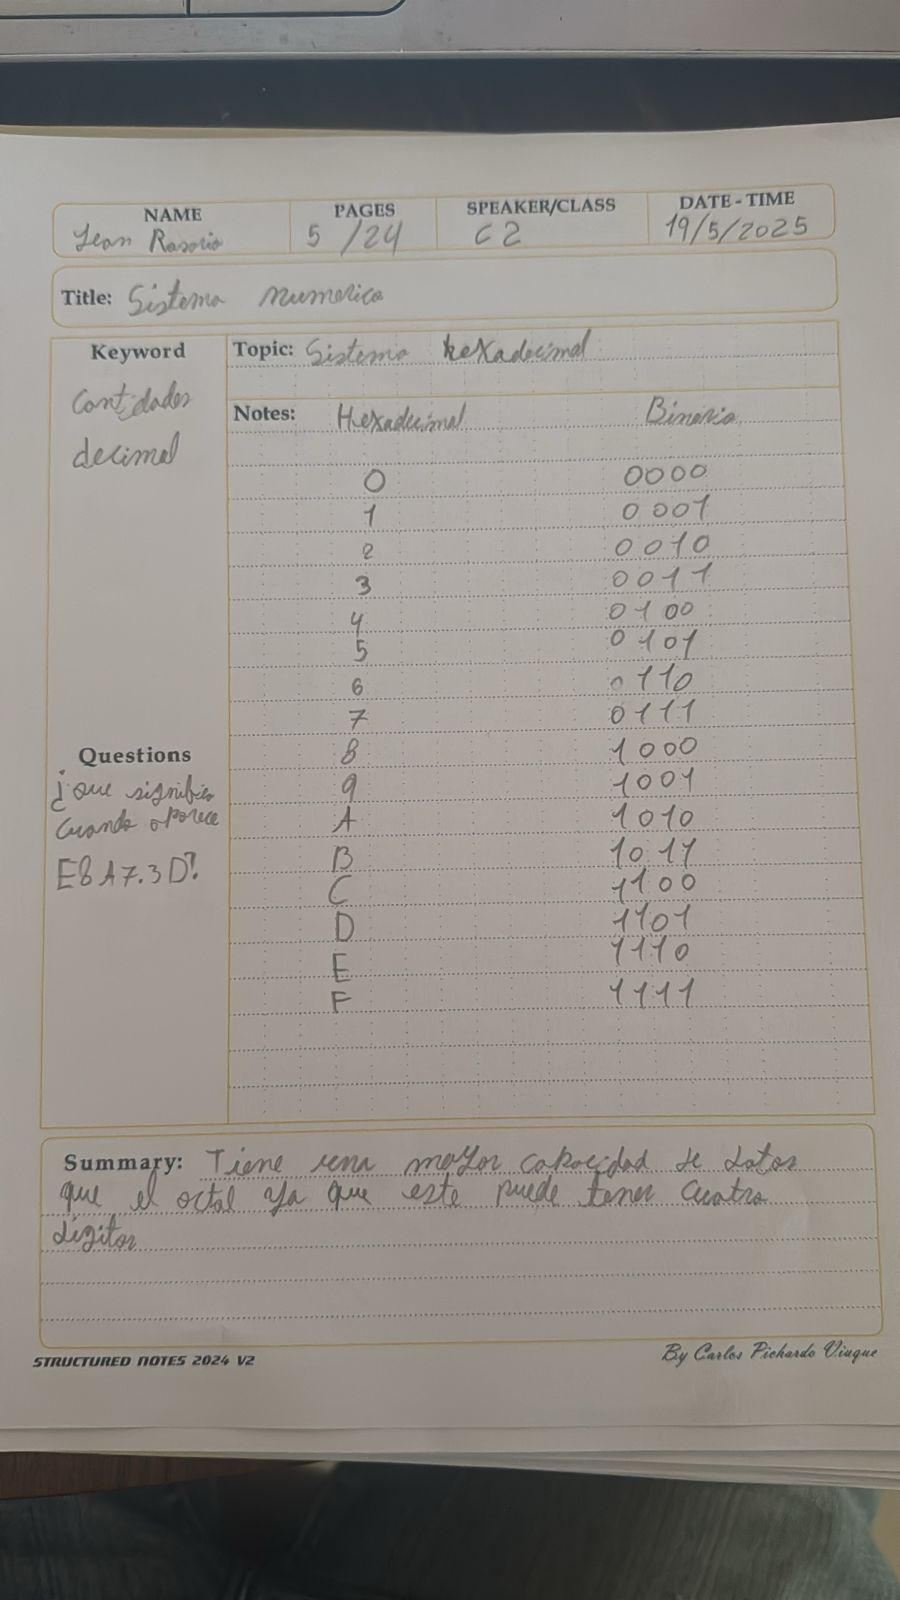 NAME PAGES SPEAKER/CLASS DATE-TIME
Jean Rosario 5 /24 C2 19/5/2025
Title: Sistema numerico
Keyword
Cantidades
decimal
Topic: Sistema hexadecimal
Notes: Hexadecimal Binario
0 0000
1 0001
2 0010
3 0011
4 0100
5 0101
6 0110
7 0111
8 1000
9 1001
A 1010
B 1011
C 1100
D 1101
E 1110
F 1111
Questions
¿que significa
cuando aparece
E8A7.3D?
Summary: Tiene una mayor capacidad de datos
que el octal ya que este puede tener cuatro
digitos
STRUCTURED NOTES 2024 V2 By Carlos Pichardo Viuque